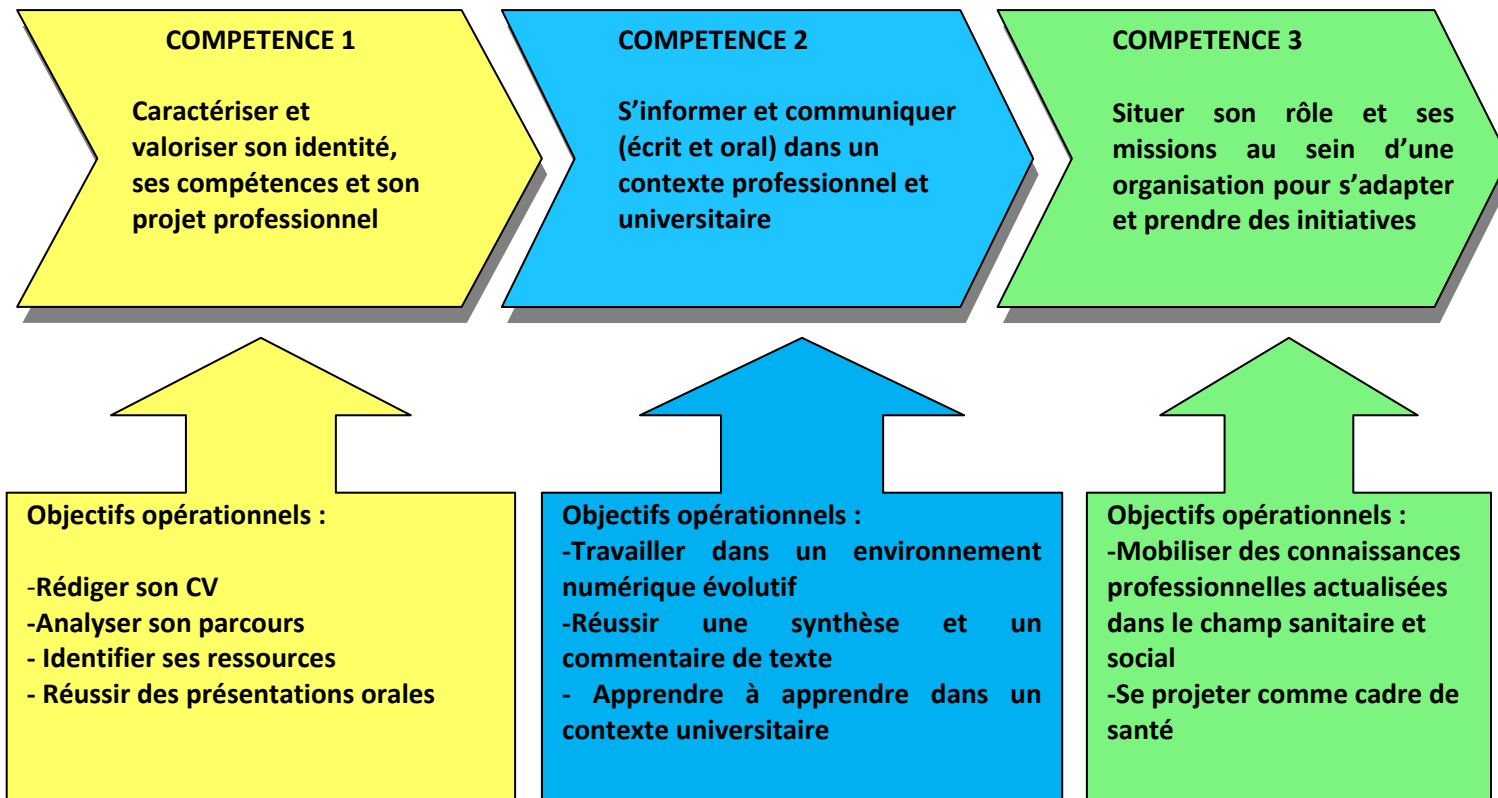 COMPETENCE 1
Caractériser et
valoriser son identité,
ses compétences et son
projet professionnel
COMPETENCE 2
S’informer et communiquer
(écrit et oral) dans un
contexte professionnel et
universitaire
COMPETENCE 3
Situer son rôle et ses
missions au sein d’une
organisation pour s’adapter
et prendre des initiatives
Objectifs opérationnels :
-Rédiger son CV
-Analyser son parcours
- Identifier ses ressources
- Réussir des présentations orales
Objectifs opérationnels :
-Travailler dans un environnement
numérique évolutif
-Réussir une synthèse et un
commentaire de texte
- Apprendre à apprendre dans un
contexte universitaire
Objectifs opérationnels :
-Mobiliser des connaissances
professionnelles actualisées
dans le champ sanitaire et
social
-Se projeter comme cadre de
santé